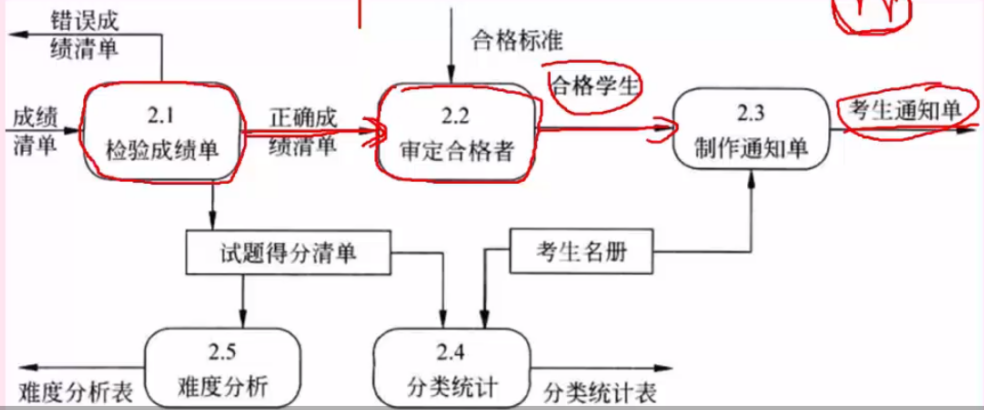 错误成
绩清单
合格标准
合格学生
考生通知单
成绩
清单
2.1
检验成绩单
正确成
绩清单
2.2
审定合格者
2.3
制作通知单
试题得分清单
考生名册
2.5
难度分析
2.4
分类统计
难度分析表
分类统计表